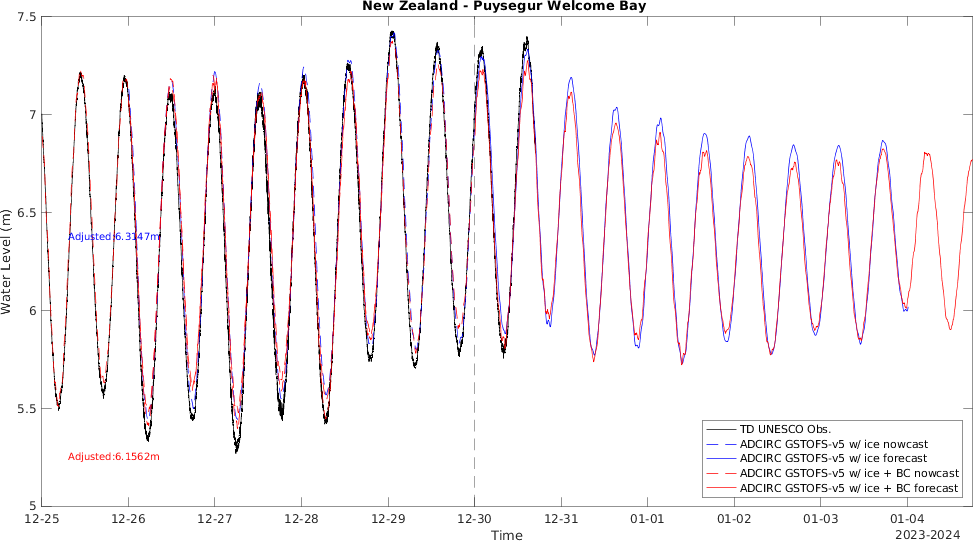 New Zealand - Puysegur Welcome Bay
7.5
7
6.5
6
5.5
5
Water Level (m)
Adjusted:6.3147m
Adjusted:6.1562m
TD UNESCO Obs.
ADCIRC GSTOFS-v5 w/ ice nowcast
ADCIRC GSTOFS-v5 w/ ice forecast
ADCIRC GSTOFS-v5 w/ ice + BC nowcast
ADCIRC GSTOFS-v5 w/ ice + BC forecast
12-25 12-26 12-27 12-28 12-29 12-30 12-31 01-01 01-02 01-03 01-04
Time
2023-2024